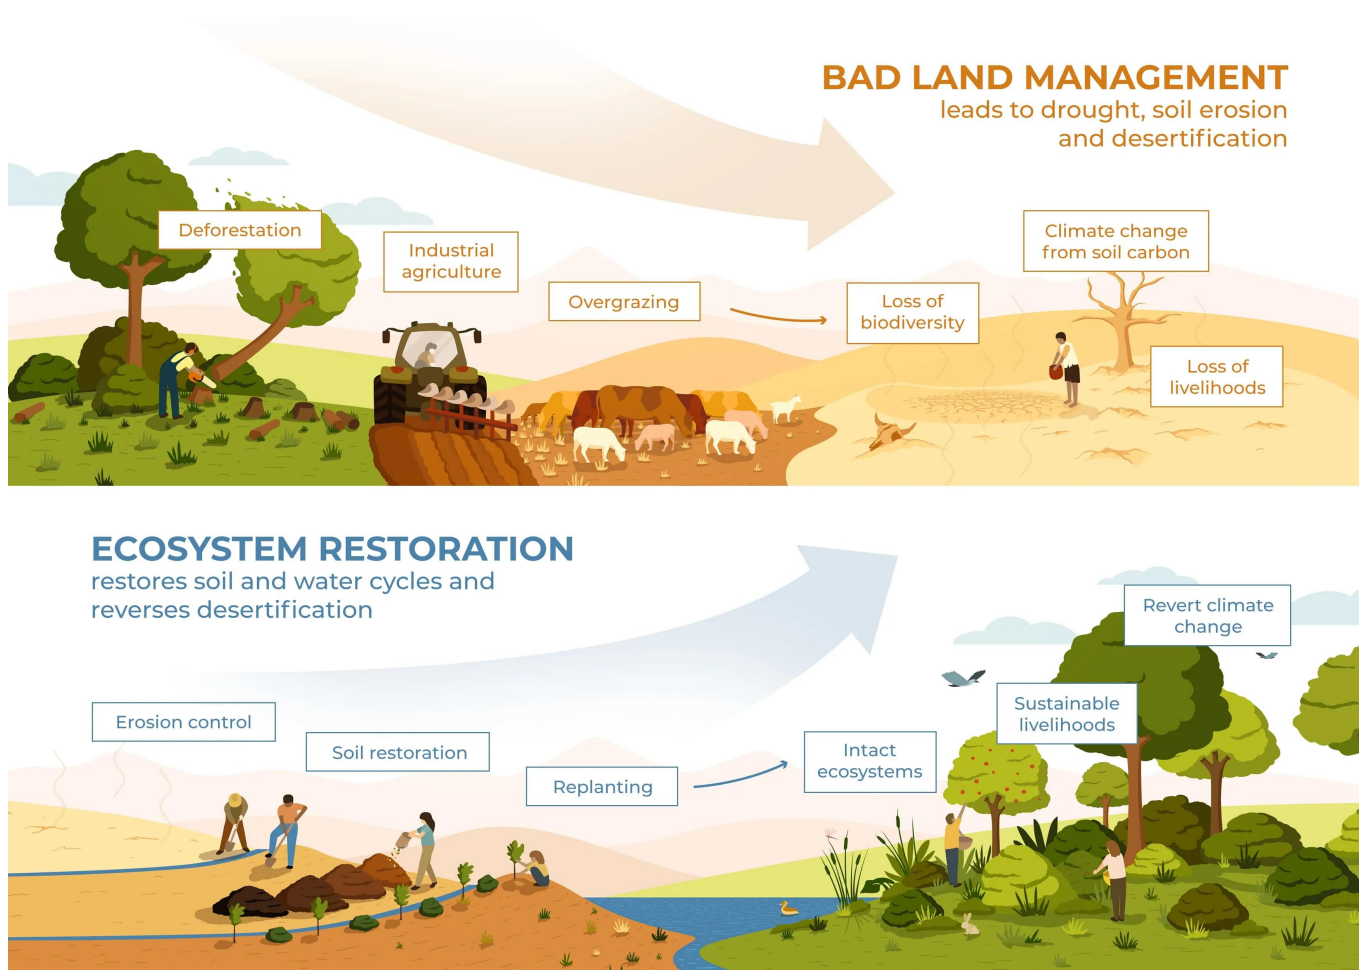 BAD LAND MANAGEMENT
leads to drought, soil erosion
and desertification
Deforestation
Industrial
agriculture
Overgrazing
Loss of
biodiversity
Climate change
from soil carbon
Loss of
livelihoods
ECOSYSTEM RESTORATION
restores soil and water cycles and
reverses desertification
Erosion control
Soil restoration
Replanting
Intact
ecosystems
Sustainable
livelihoods
Revert climate
change